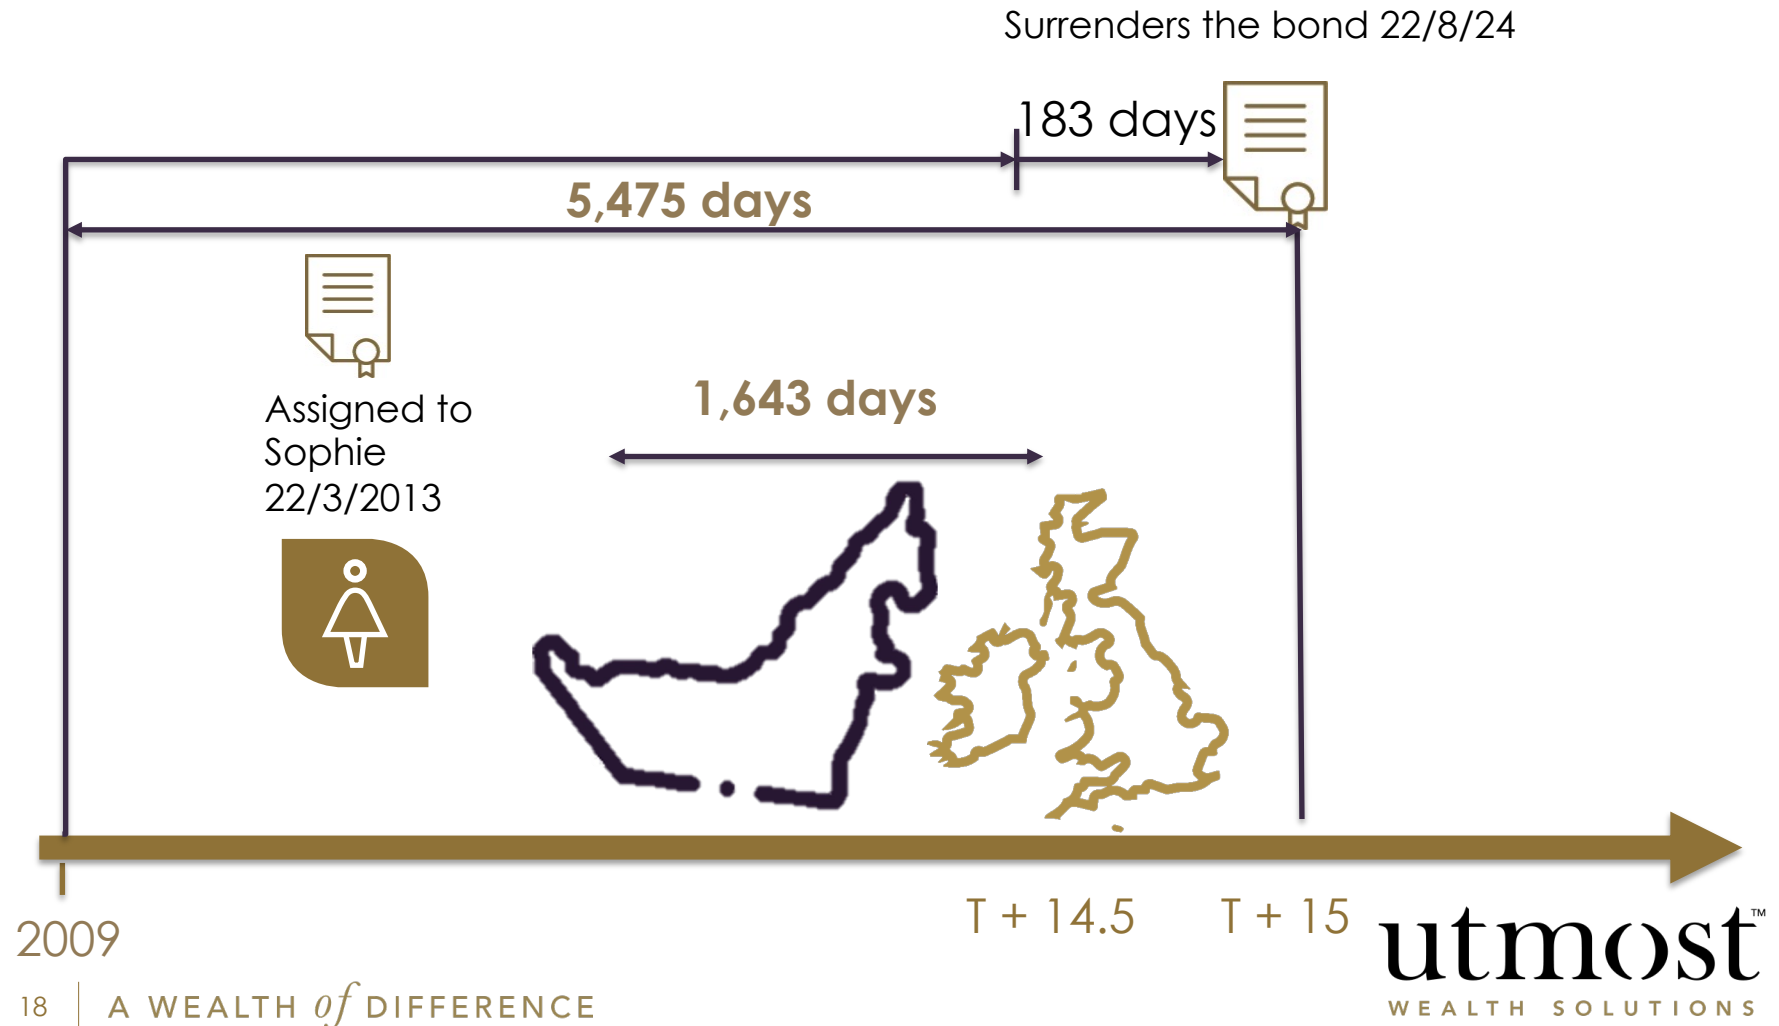 Surrenders the bond 22/8/24
183 days
5,475 days
Assigned to
Sophie
22/3/2013
1,643 days
2009
T + 14.5
T + 15
utmost™
WEALTH SOLUTIONS
18
A WEALTH of DIFFERENCE